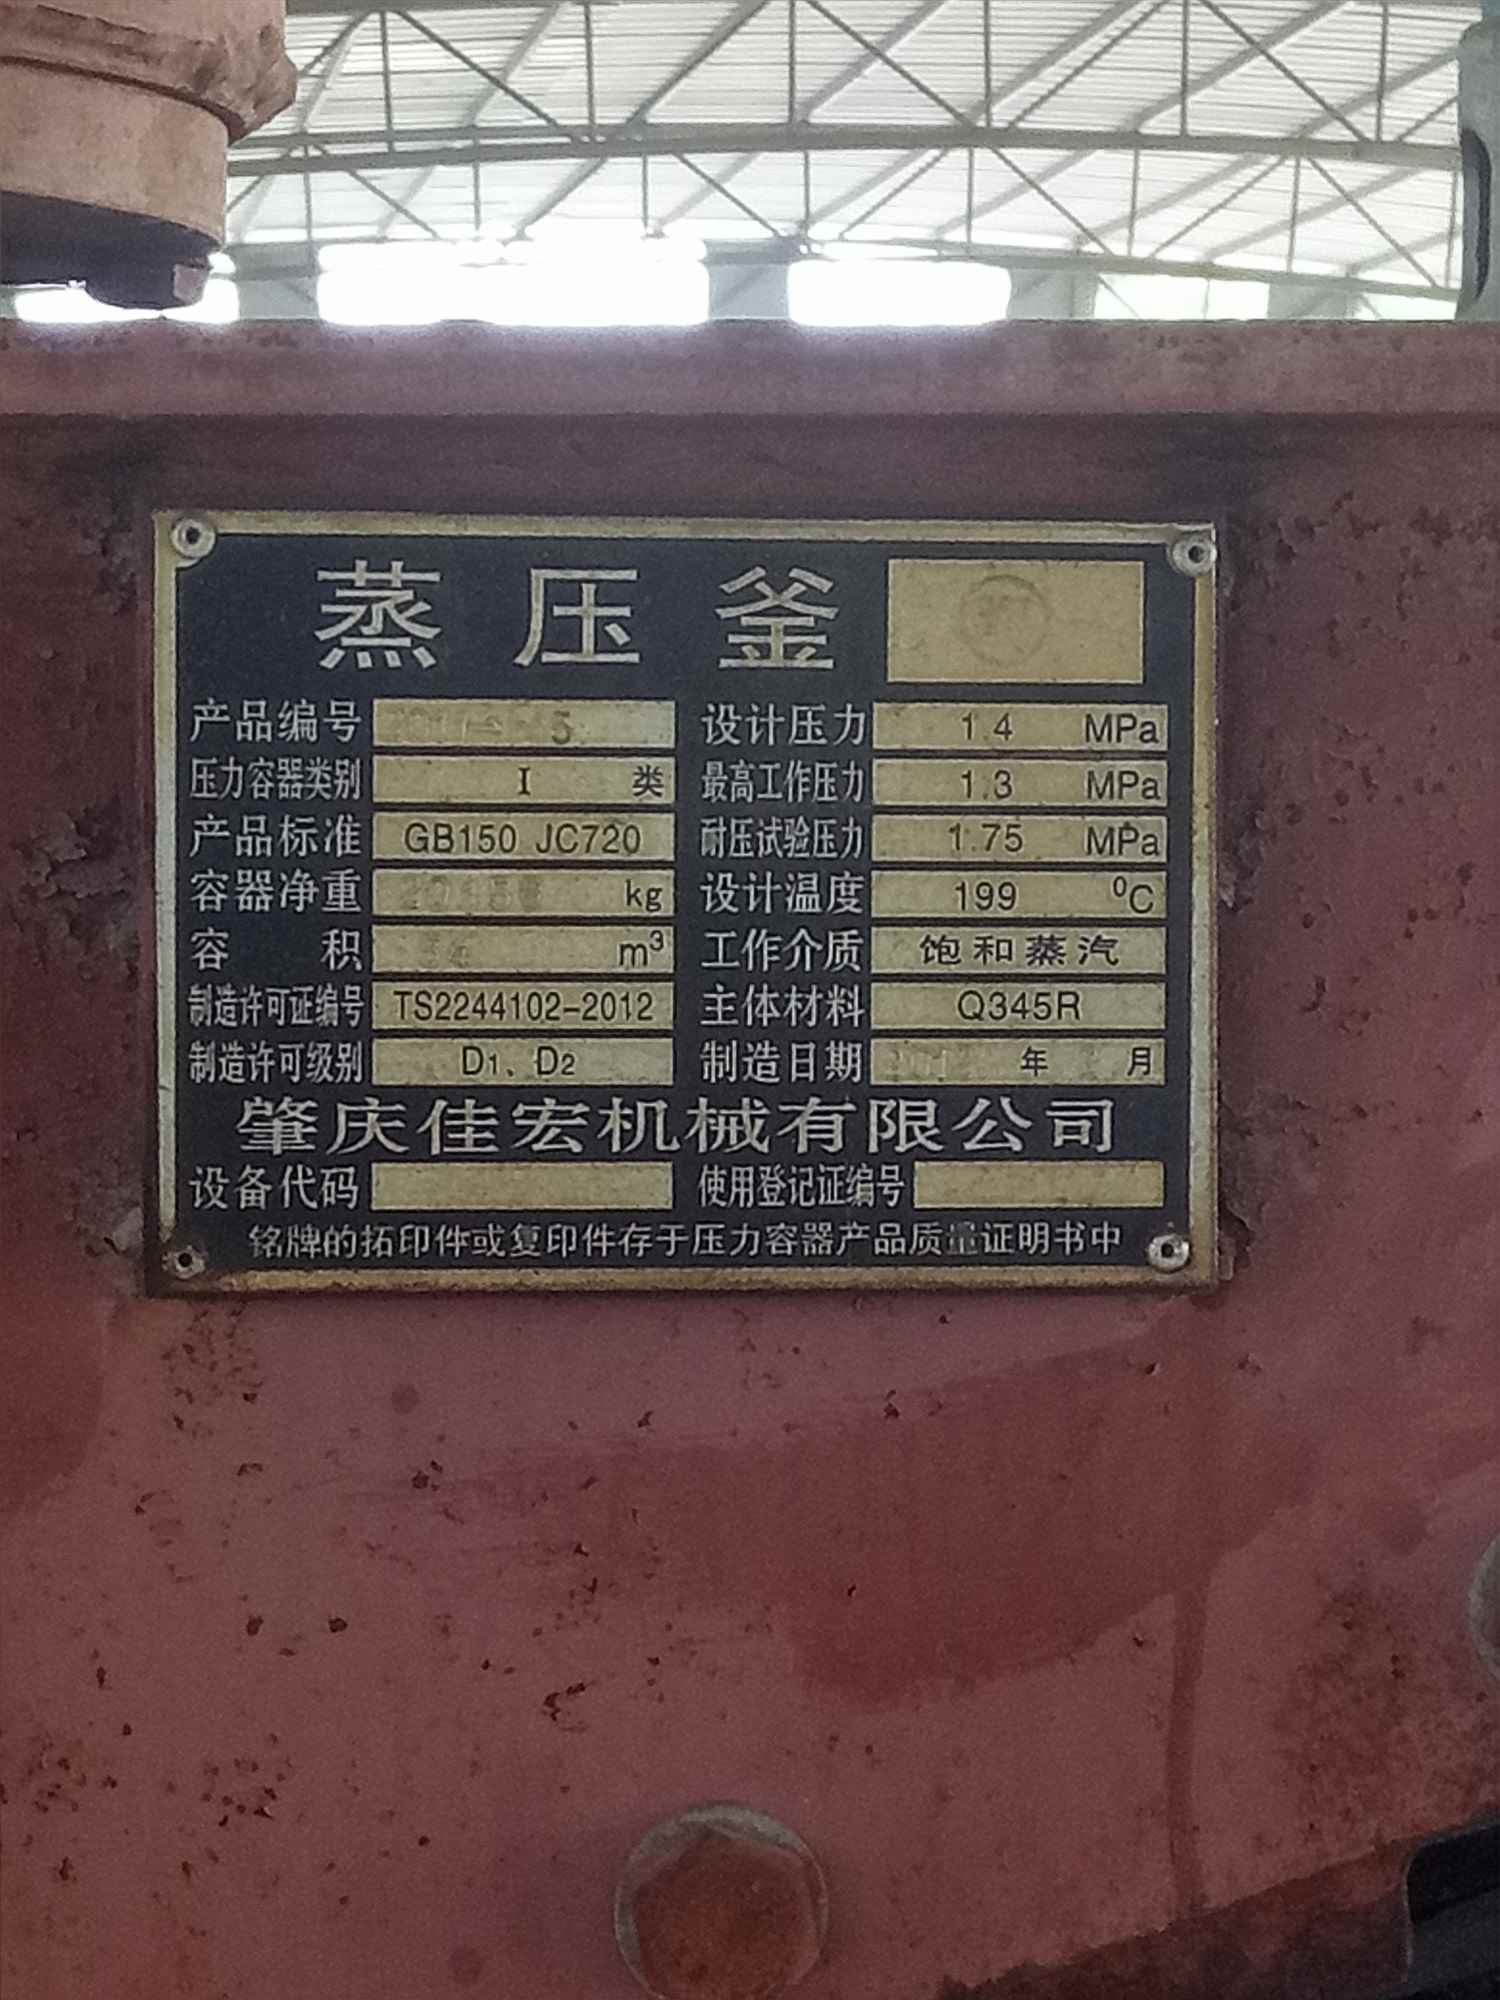 蒸压釜
产品编号 设计压力 1.4 MPa
压力容器类别 I 类 最高工作压力 1.3 MPa
产品标准 GB150 JC720 耐压试验压力 1.75 MPa
容器净重 kg 设计温度 199 ⁰C
容积 m³ 工作介质 饱和蒸汽
制造许可证编号 TS2244102-2012 主体材料 Q345R
制造许可级别 D1、D2 制造日期 年 月
肇庆佳宏机械有限公司
设备代码 使用登记证编号
铭牌的拓印件或复印件存于压力容器产品质量证明书中